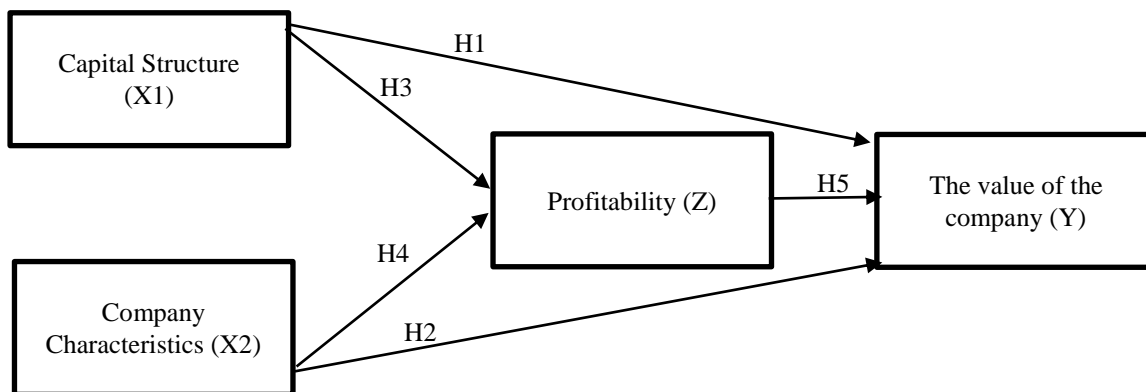 Capital Structure
(X1)
H1
H3
Profitability (Z)
H5
The value of the
company (Y)
H4
Company
Characteristics (X2)
H2